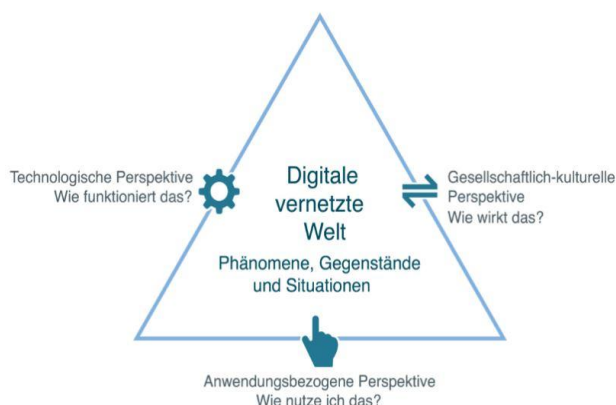 Technologische Perspektive
Wie funktioniert das?
Digitale
vernetzte
Welt
Phänomene, Gegenstände
und Situationen
Gesellschaftlich-kulturelle
Perspektive
Wie wirkt das?
Anwendungsbezogene Perspektive
Wie nutze ich das?